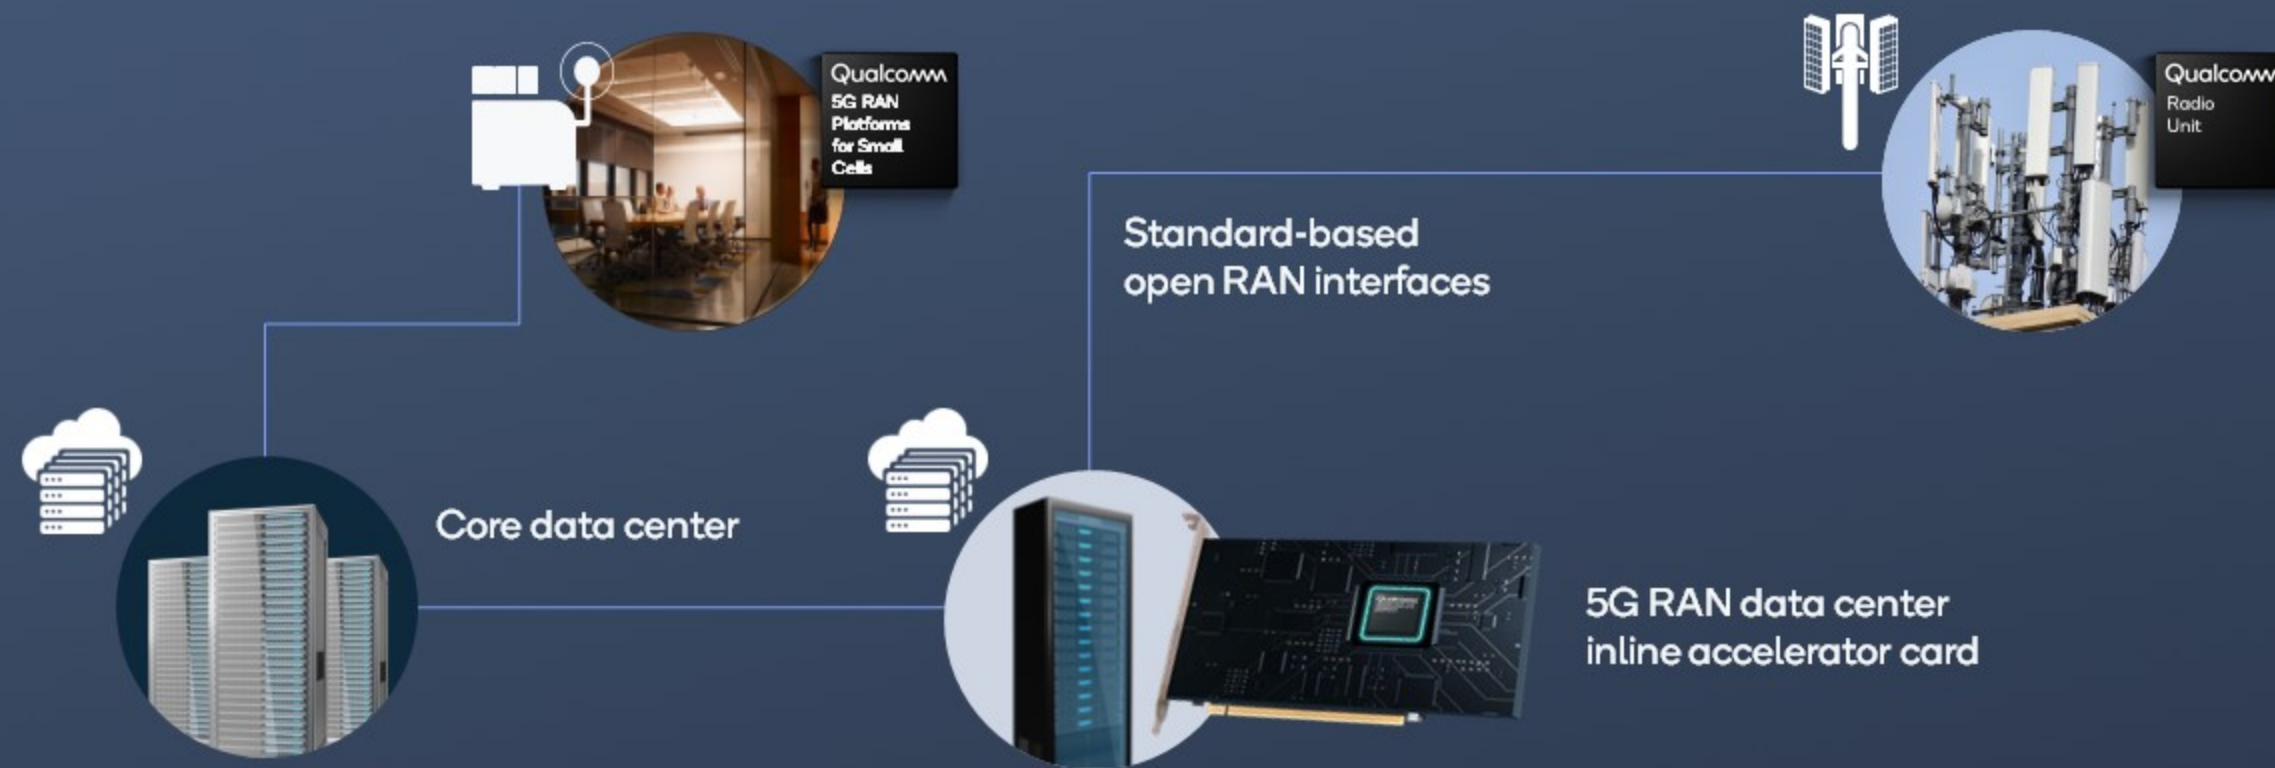 Qualcomm
5G RAN
Platforms
for Small
Cells
Qualcomm
Radio
Unit
Standard-based
open RAN interfaces
Core data center
5G RAN data center
inline accelerator card